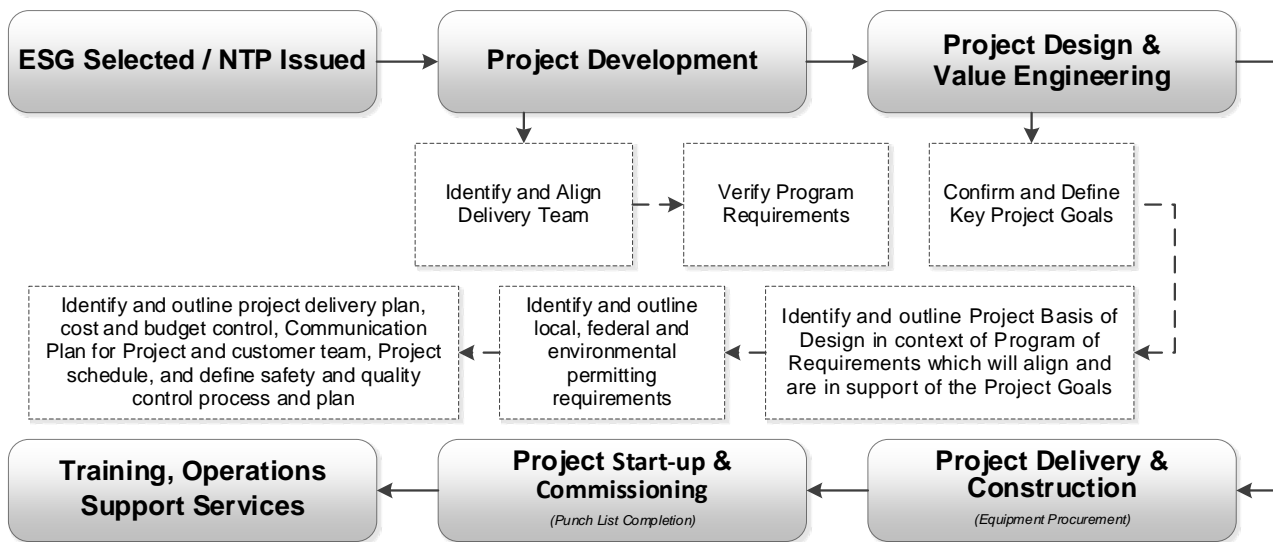 ESG Selected / NTP Issued
Project Development
Project Design &
Value Engineering
Identify and Align
Delivery Team
Verify Program
Requirements
Confirm and Define
Key Project Goals
Identify and outline project delivery plan,
cost and budget control, Communication
Plan for Project and customer team, Project
schedule, and define safety and quality
control process and plan
Identify and outline
local, federal and
environmental
permitting
requirements
Identify and outline Project Basis of
Design in context of Program of
Requirements which will align and
are in support of the Project Goals
Training, Operations
Support Services
Project Start-up &
Commissioning
(Punch List Completion)
Project Delivery &
Construction
(Equipment Procurement)